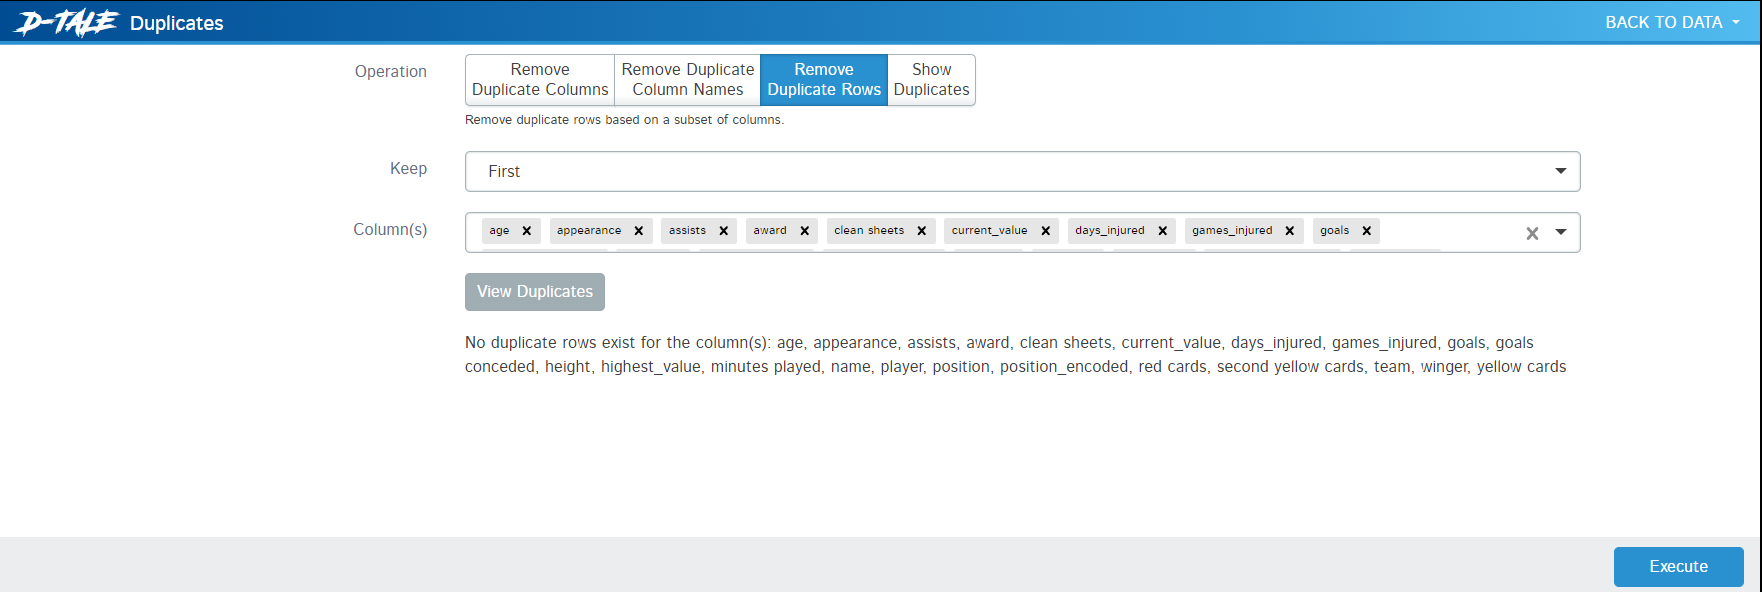 D-TALE Duplicates BACK TO DATA
Operation
Remove Duplicate Columns
Remove Duplicate Column Names
Remove Duplicate Rows
Show Duplicates
Remove duplicate rows based on a subset of columns.
Keep First
Column(s) age appearance assists award clean sheets current_value days_injured games_injured goals
View Duplicates
No duplicate rows exist for the column(s): age, appearance, assists, award, clean sheets, current_value, days_injured, games_injured, goals, goals
conceded, height, highest_value, minutes played, name, player, position, position_encoded, red cards, second yellow cards, team, winger, yellow cards
Execute